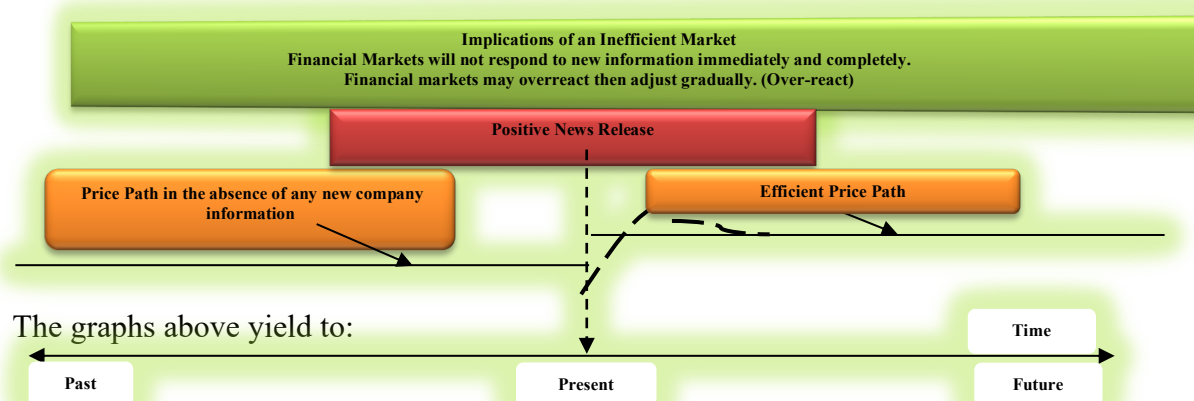 Implications of an Inefficient Market
Financial Markets will not respond to new information immediately and completely.
Financial markets may overreact then adjust gradually. (Over-react)
Positive News Release
Price Path in the absence of any new company
information
Efficient Price Path
The graphs above yield to:
Time
Past
Present
Future